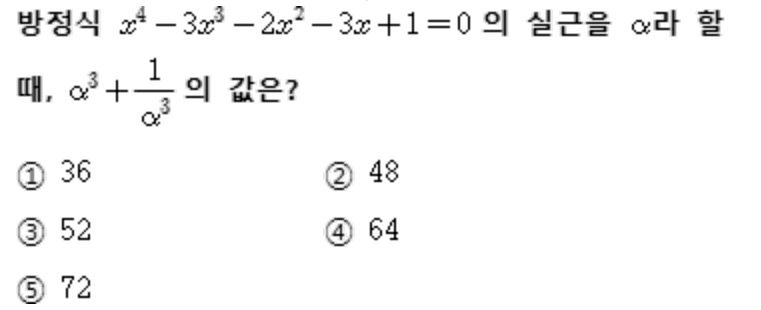 방정식 x⁴ − 3x³ − 2x² − 3x + 1 = 0 의 실근을 α라 할
때, α³ + 1/α³ 의 값은?
① 36 ② 48
③ 52 ④ 64
⑤ 72